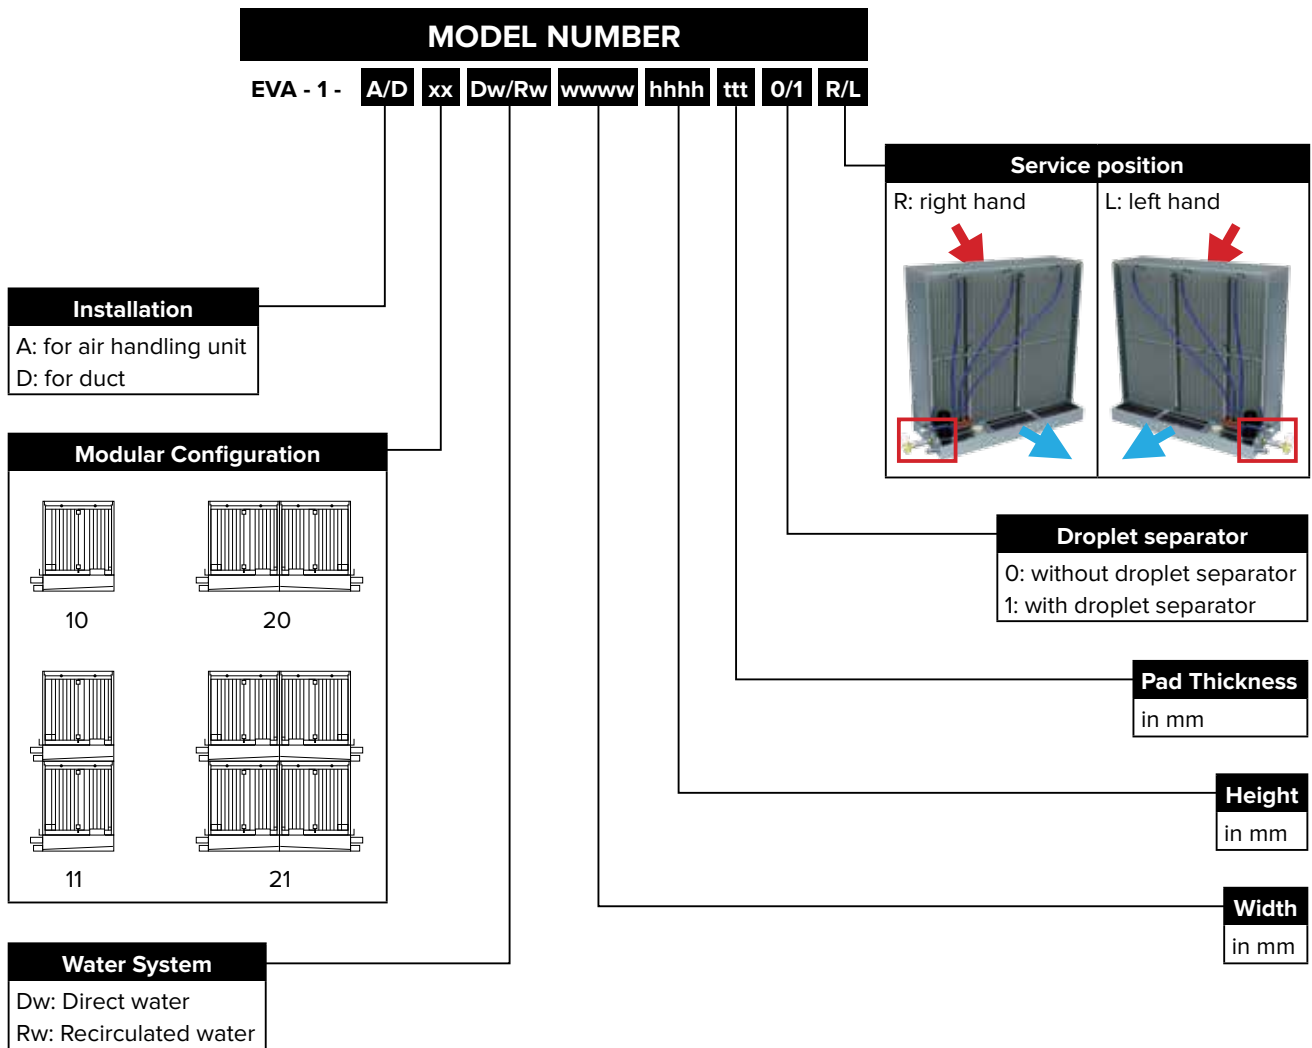 MODEL NUMBER
EVA - 1 - A/D xx Dw/Rw wwww hhhh ttt 0/1 R/L
Service position
R: right hand
L: left hand
Installation
A: for air handling unit
D: for duct
Modular Configuration
10
20
11
21
Droplet separator
0: without droplet separator
1: with droplet separator
Pad Thickness
in mm
Height
in mm
Width
in mm
Water System
Dw: Direct water
Rw: Recirculated water